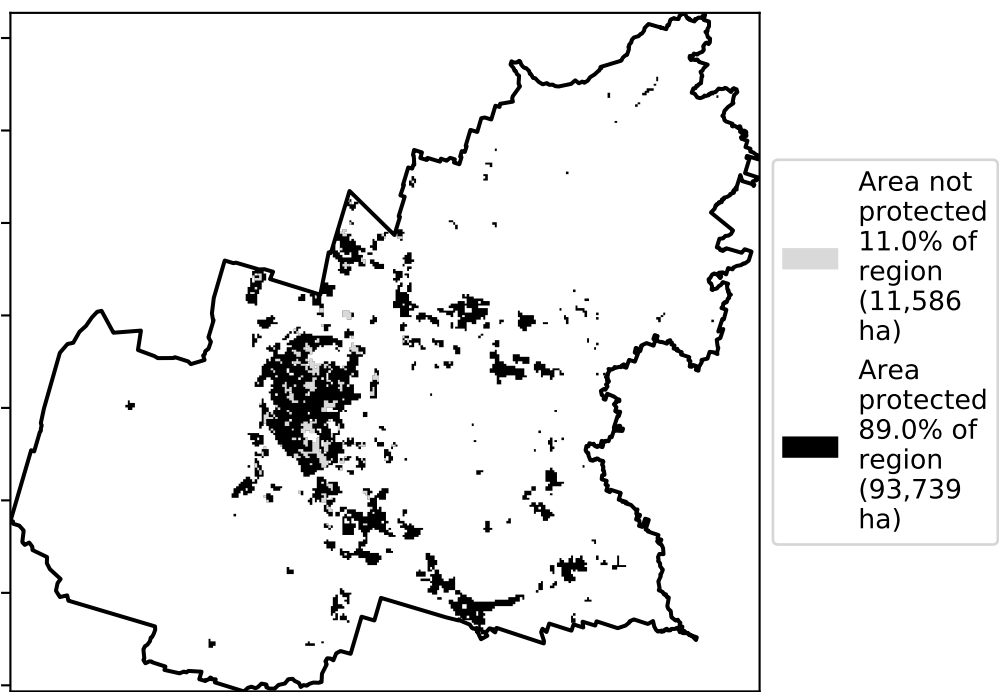 Area not
protected
11.0% of
region
(11,586
ha)
Area
protected
89.0% of
region
(93,739
ha)